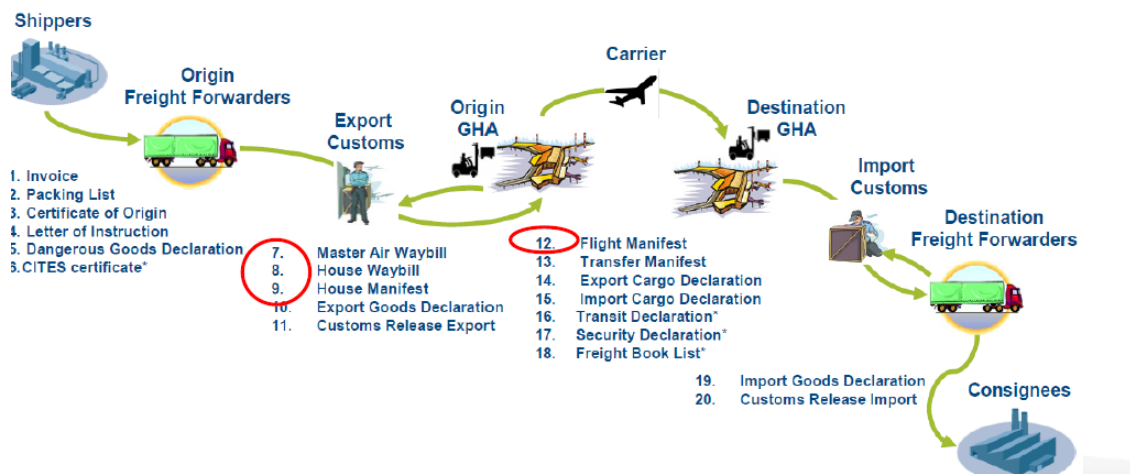 Shippers
Origin
Freight Forwarders
Export
Customs
Origin
GHA
Carrier
Destination
GHA
Import
Customs
Destination
Freight Forwarders
Consignees
1. Invoice
2. Packing List
3. Certificate of Origin
4. Letter of Instruction
5. Dangerous Goods Declaration
6.CITES certificate*
7. Master Air Waybill
8. House Waybill
9. House Manifest
10. Export Goods Declaration
11. Customs Release Export
12. Flight Manifest
13. Transfer Manifest
14. Export Cargo Declaration
15. Import Cargo Declaration
16. Transit Declaration*
17. Security Declaration*
18. Freight Book List*
19. Import Goods Declaration
20. Customs Release Import